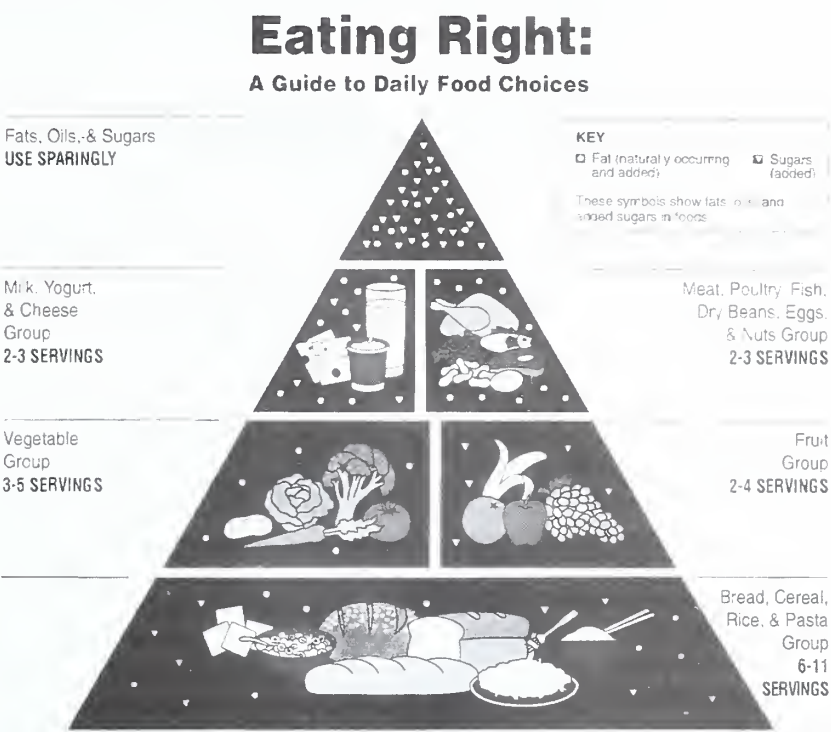 Eating Right:
A Guide to Daily Food Choices
Fats, Oils, & Sugars
USE SPARINGLY
KEY
Fat (naturally occurring
and added)
Sugars
(added)
These symbols show fats, and
added sugars in foods
Milk, Yogurt,
& Cheese
Group
2-3 SERVINGS
Meat, Poultry, Fish,
Dry Beans, Eggs,
& Nuts Group
2-3 SERVINGS
Vegetable
Group
3-5 SERVINGS
Fruit
Group
2-4 SERVINGS
Bread, Cereal,
Rice, & Pasta
Group
6-11
SERVINGS